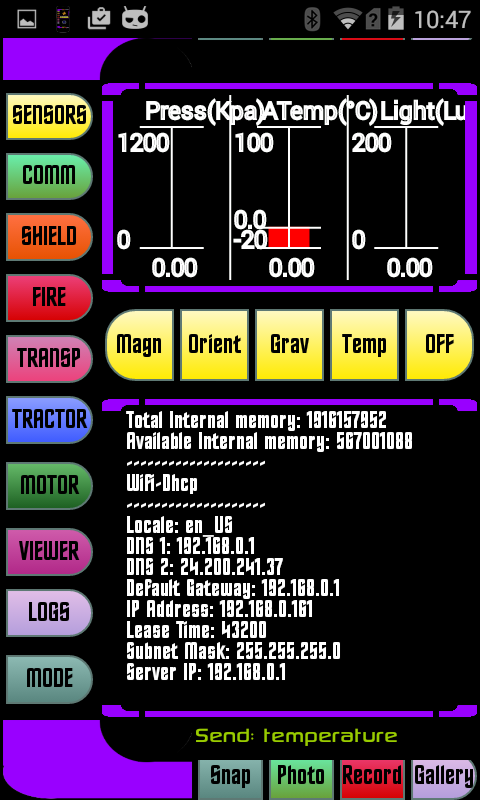 10:47
Press(Kpa) ATemp(°C) Light(Lu
1200 100 200
0 0.0 -20 0
0.00 0.00 0.00
SENSORS
COMM
SHIELD
FIRE
TRANSP
TRACTOR
MOTOR
VIEWER
LOGS
MODE
Magn Orient Grav Temp OFF
Total Internal memory: 1916157952
Available Internal memory: 567001088
--------------------
WiFi-Dhcp
--------------------
Locale: en_US
DNS 1: 192.168.0.1
DNS 2: 24.200.241.37
Default Gateway: 192.168.0.1
IP Address: 192.168.0.161
Lease Time: 43200
Subnet Mask: 255.255.255.0
Server IP: 192.168.0.1
Send: temperature
Snap Photo Record Gallery